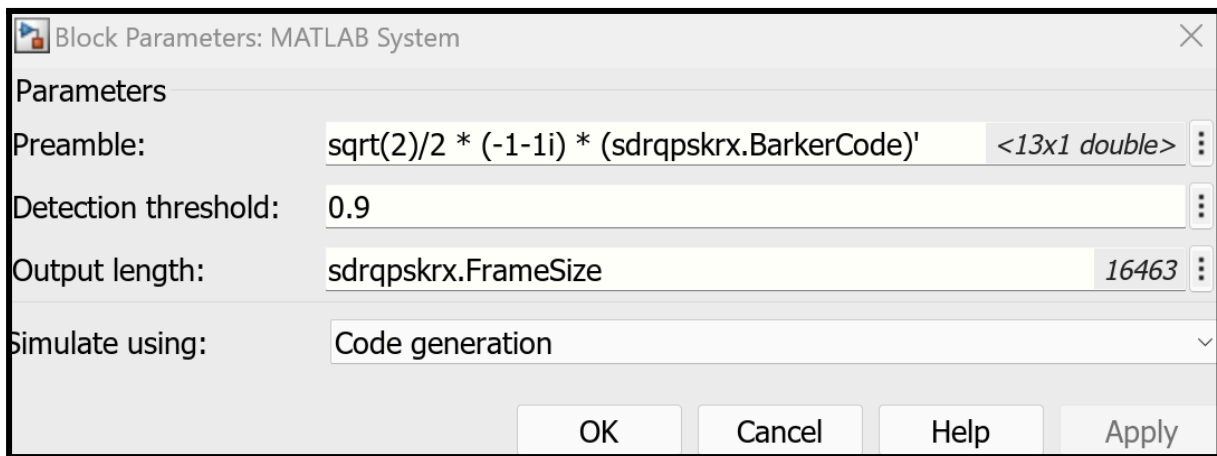 Block Parameters: MATLAB System
Parameters
Preamble: sqrt(2)/2 * (-1-1i) * (sdrqpskrx.BarkerCode)' <13x1 double>
Detection threshold: 0.9
Output length: sdrqpskrx.FrameSize 16463
Simulate using: Code generation
OK Cancel Help Apply